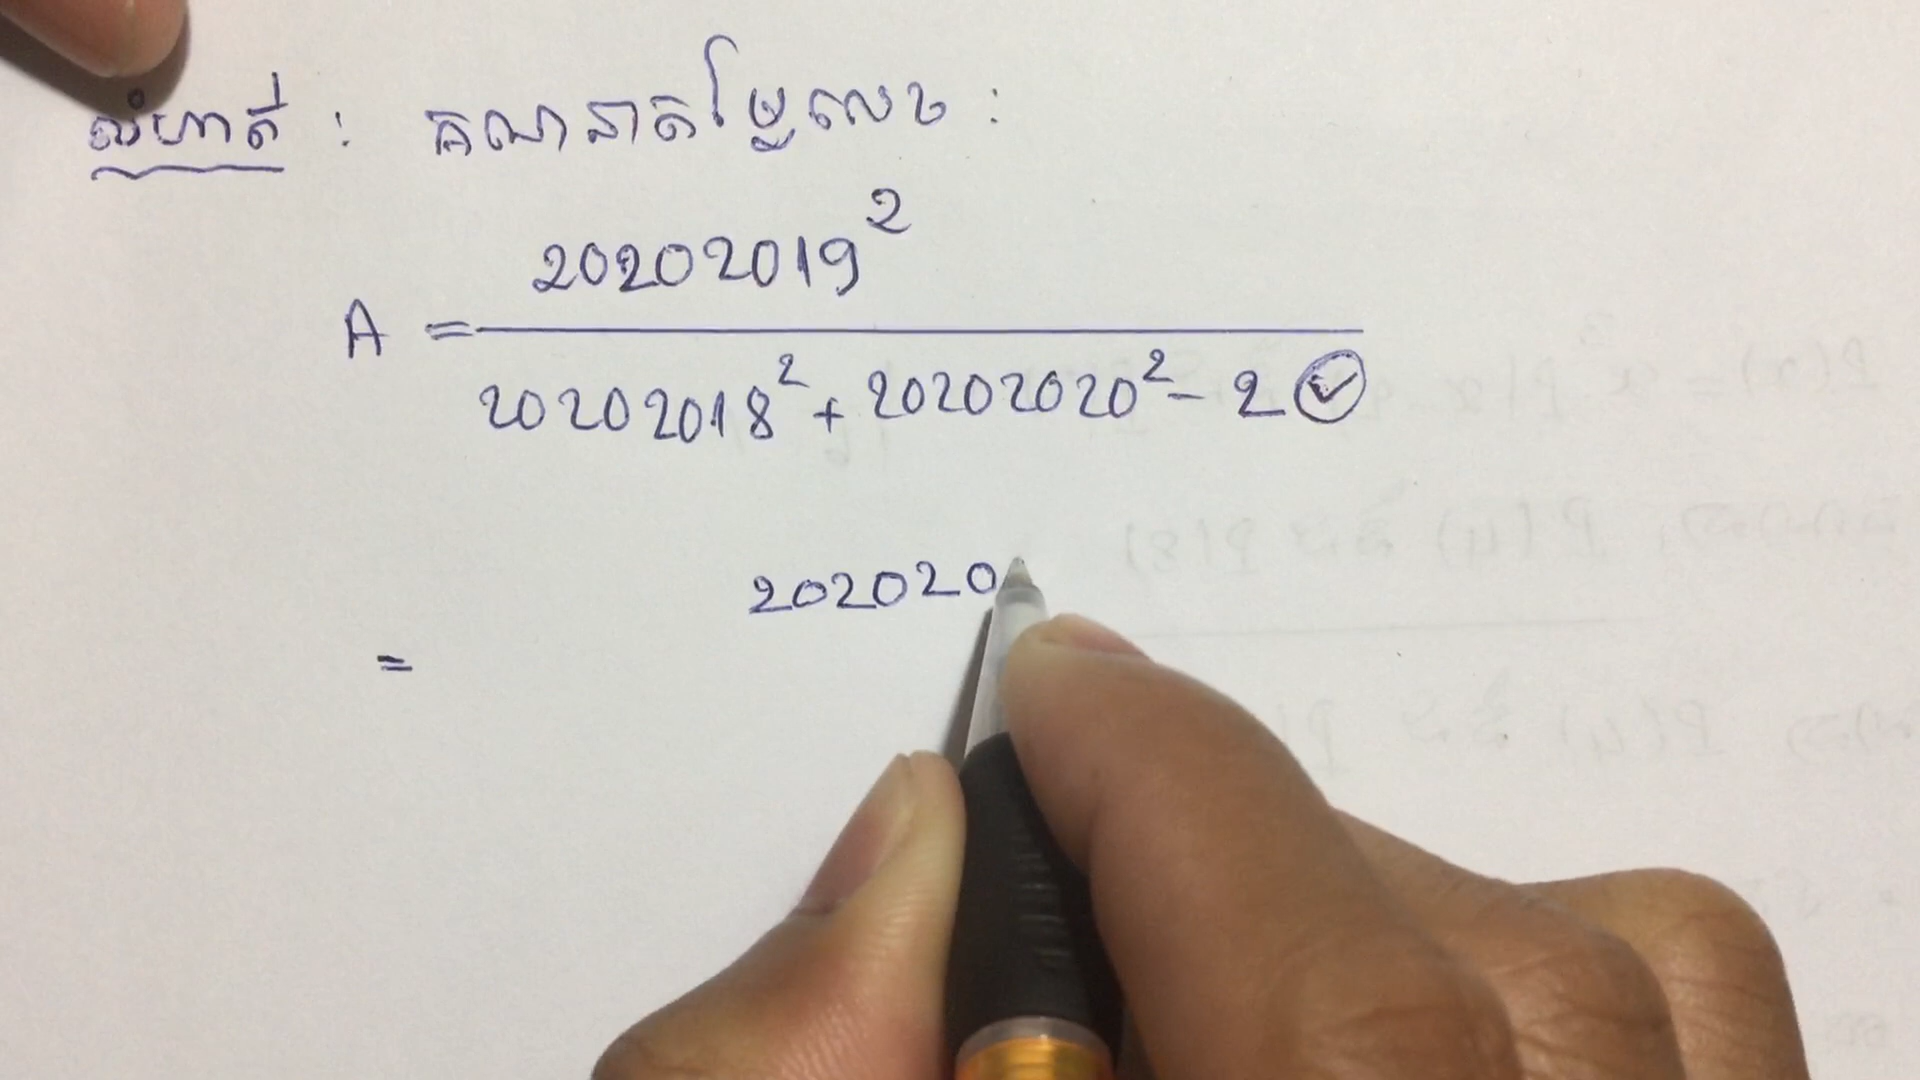 លំហាត់ : គណនាតម្លៃលេខ :
20202019²
A =
20202018² + 20202020² - 2
202020
=